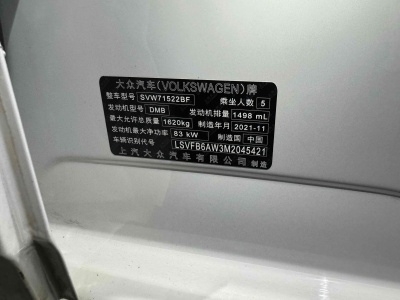 大众汽车(VOLKSWAGEN)牌
整车型号 SVW71522BF 乘坐人数 5
发动机型号 DMB 发动机排量 1498 mL
最大允许总质量 1620kg 制造年月 2021-11
发动机最大净功率 83 kW 制造国 中国
车辆识别代号 LSVFB6AW3M2045421
上汽大众汽车有限公司 制造